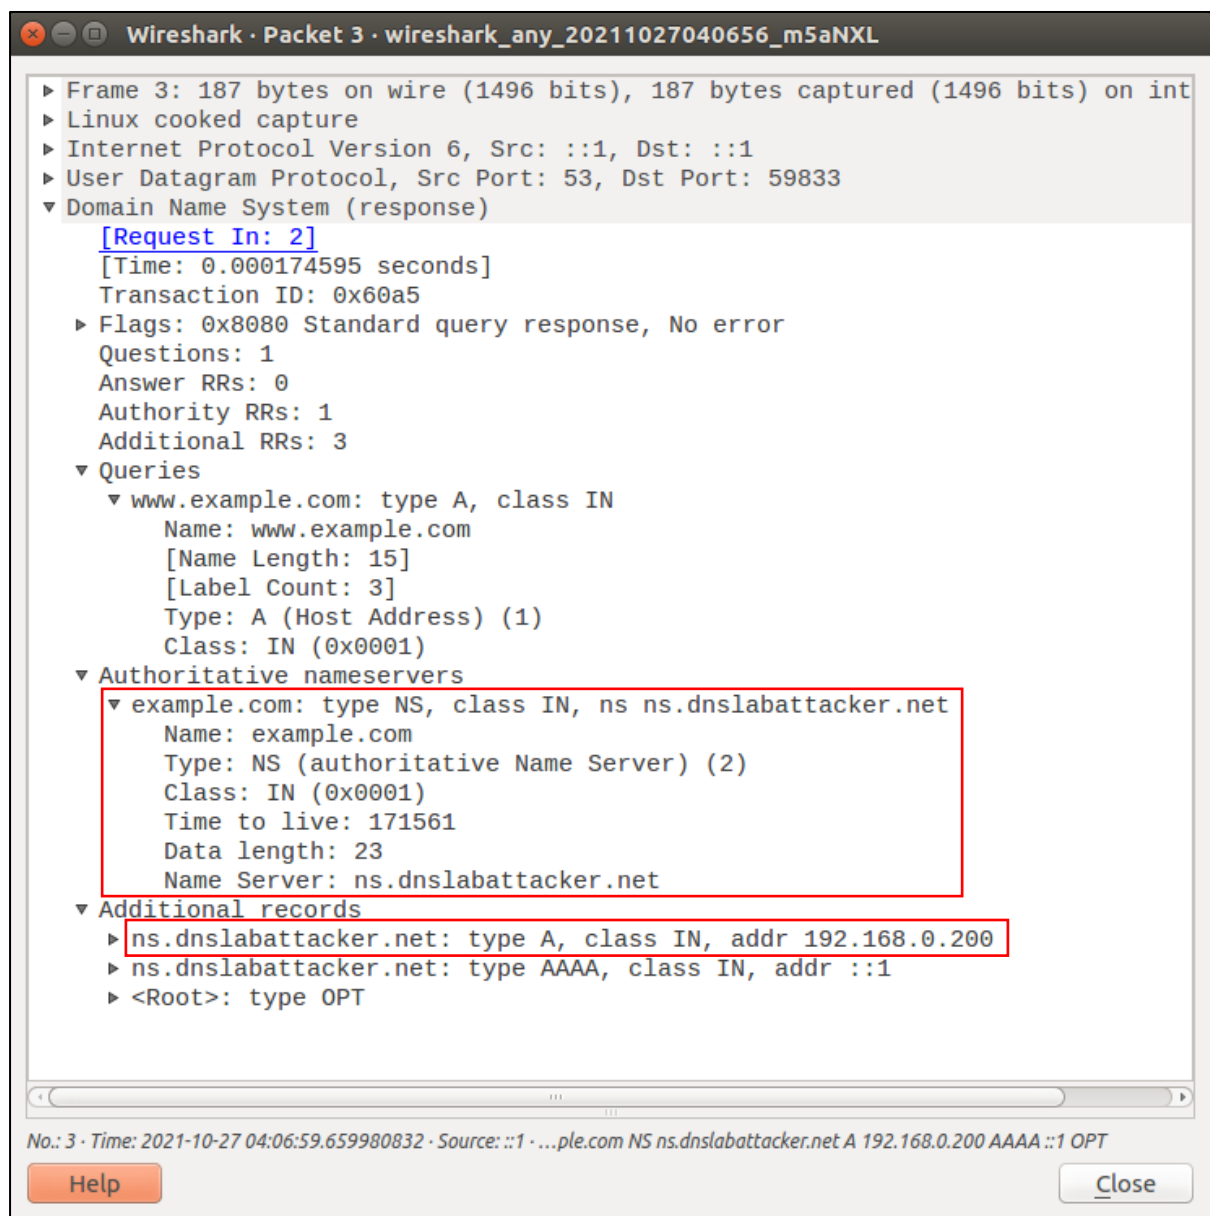 Wireshark · Packet 3 · wireshark_any_20211027040656_m5aNXL
Frame 3: 187 bytes on wire (1496 bits), 187 bytes captured (1496 bits) on int
Linux cooked capture
Internet Protocol Version 6, Src: ::1, Dst: ::1
User Datagram Protocol, Src Port: 53, Dst Port: 59833
Domain Name System (response)
[Request In: 2]
[Time: 0.000174595 seconds]
Transaction ID: 0x60a5
Flags: 0x8080 Standard query response, No error
Questions: 1
Answer RRs: 0
Authority RRs: 1
Additional RRs: 3
Queries
www.example.com: type A, class IN
Name: www.example.com
[Name Length: 15]
[Label Count: 3]
Type: A (Host Address) (1)
Class: IN (0x0001)
Authoritative nameservers
example.com: type NS, class IN, ns ns.dnslabattacker.net
Name: example.com
Type: NS (authoritative Name Server) (2)
Class: IN (0x0001)
Time to live: 171561
Data length: 23
Name Server: ns.dnslabattacker.net
Additional records
ns.dnslabattacker.net: type A, class IN, addr 192.168.0.200
ns.dnslabattacker.net: type AAAA, class IN, addr ::1
<Root>: type OPT
No.: 3 · Time: 2021-10-27 04:06:59.659980832 · Source: ::1 · …ple.com NS ns.dnslabattacker.net A 192.168.0.200 AAAA ::1 OPT
Help
Close